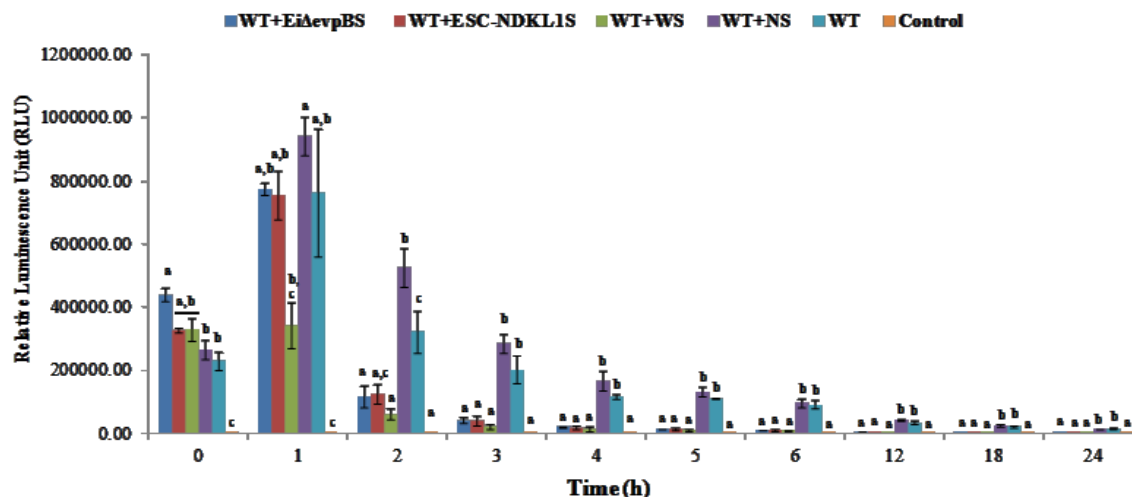 WT+EiΔevpBS WT+ESC-NDKL1S WT+WS WT+NS WT Control
1200000.00
1000000.00
800000.00
600000.00
400000.00
200000.00
0.00
Relative Luminescence Unit (RLU)
a a,b b b c
a,b a,b b, c a a,b c
a a,c a b c a
a a a b b a
a a a b b a
a a a b b a
a a a b b a
a a a b b a
a a a b b a
a a a b b a
0 1 2 3 4 5 6 12 18 24
Time (h)